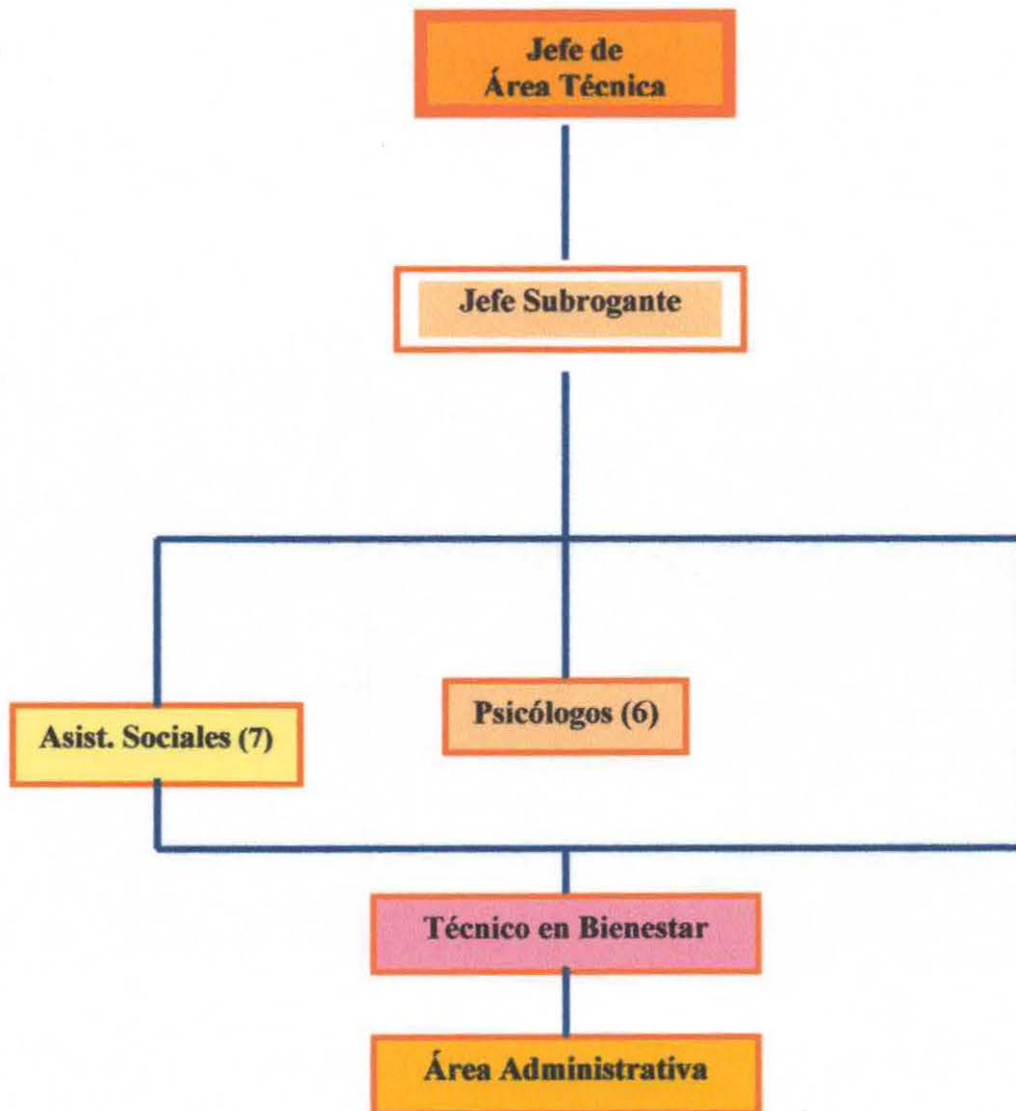 Jefe de
Área Técnica
Jefe Subrogante
Asist. Sociales (7)
Psicólogos (6)
Técnico en Bienestar
Área Administrativa